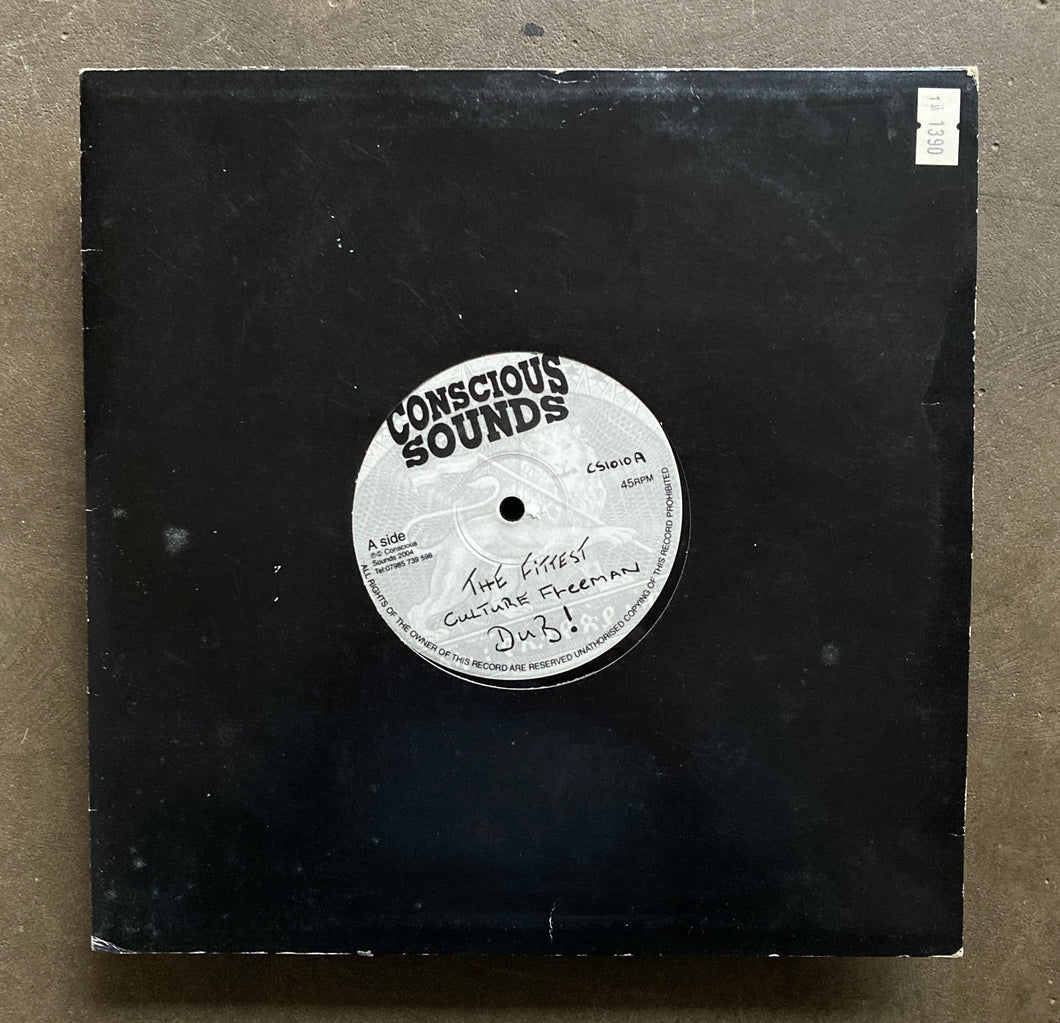 1390
CONSCIOUS
SOUNDS
CS1010A
45RPM
A side
℗© Conscious
Sounds 2004
Tel:07985 739 598
THE FITTEST
CULTURE FREEMAN
DUB!
ALL RIGHTS OF THE OWNER OF THIS RECORD ARE RESERVED UNAUTHORISED COPYING OF THIS RECORD PROHIBITED